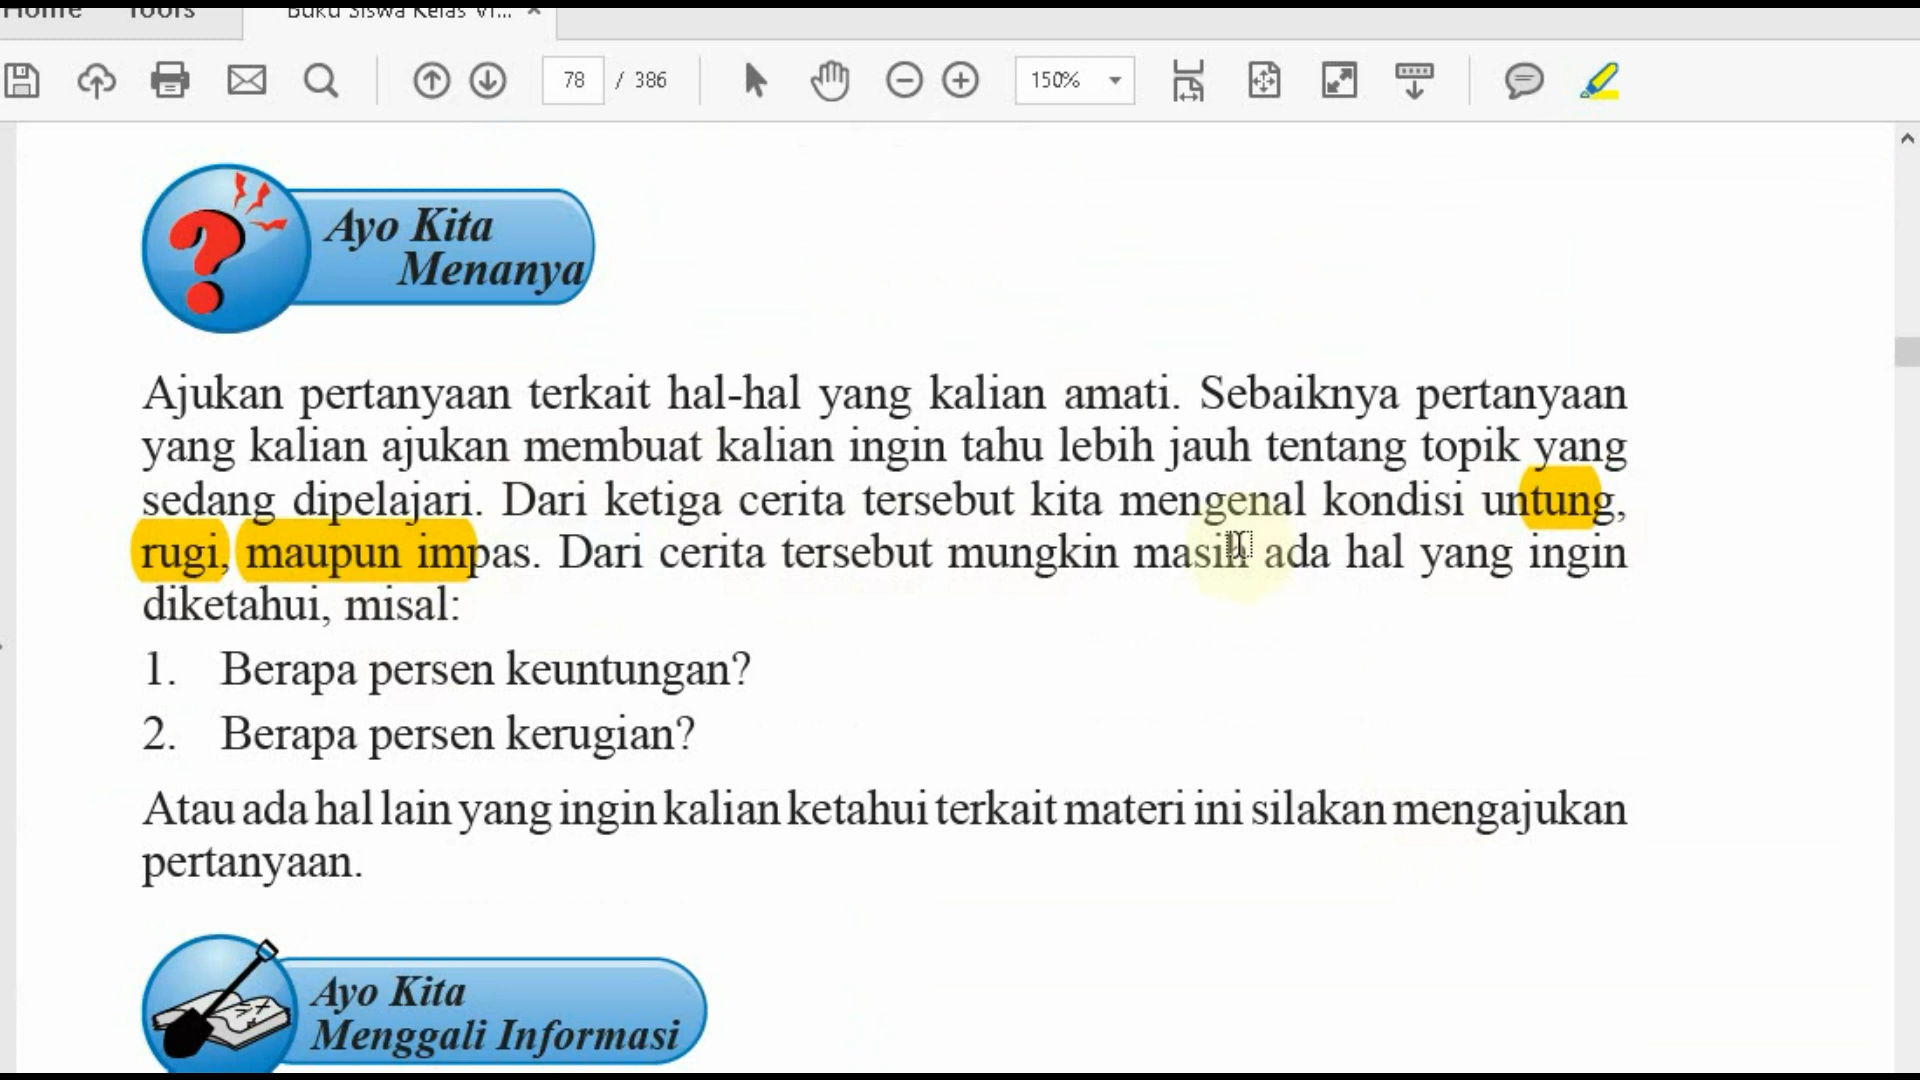 Home Tools Buku Siswa Kelas VI...
78 / 386 150%
Ayo Kita
Menanya
Ajukan pertanyaan terkait hal-hal yang kalian amati. Sebaiknya pertanyaan
yang kalian ajukan membuat kalian ingin tahu lebih jauh tentang topik yang
sedang dipelajari. Dari ketiga cerita tersebut kita mengenal kondisi untung,
rugi, maupun impas. Dari cerita tersebut mungkin masih ada hal yang ingin
diketahui, misal:
1. Berapa persen keuntungan?
2. Berapa persen kerugian?
Atau ada hal lain yang ingin kalian ketahui terkait materi ini silakan mengajukan
pertanyaan.
Ayo Kita
Menggali Informasi